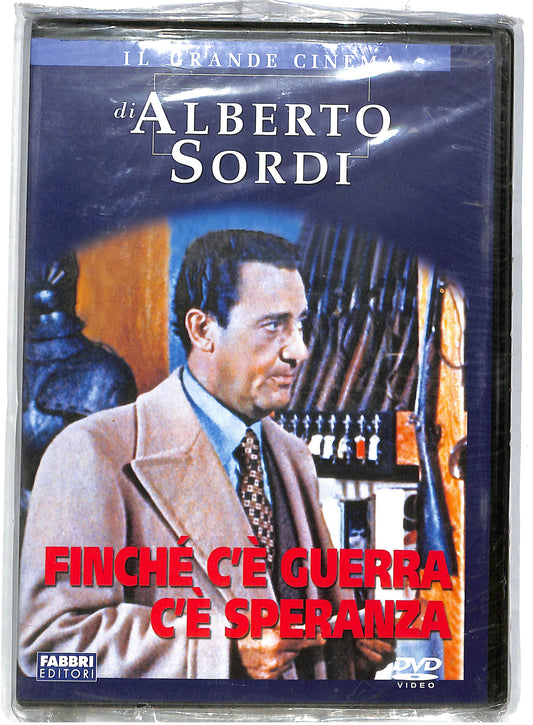 IL GRANDE CINEMA
di ALBERTO
SORDI
FINCHÉ C'È GUERRA
C'È SPERANZA
FABBRI
EDITORI
DVD
VIDEO